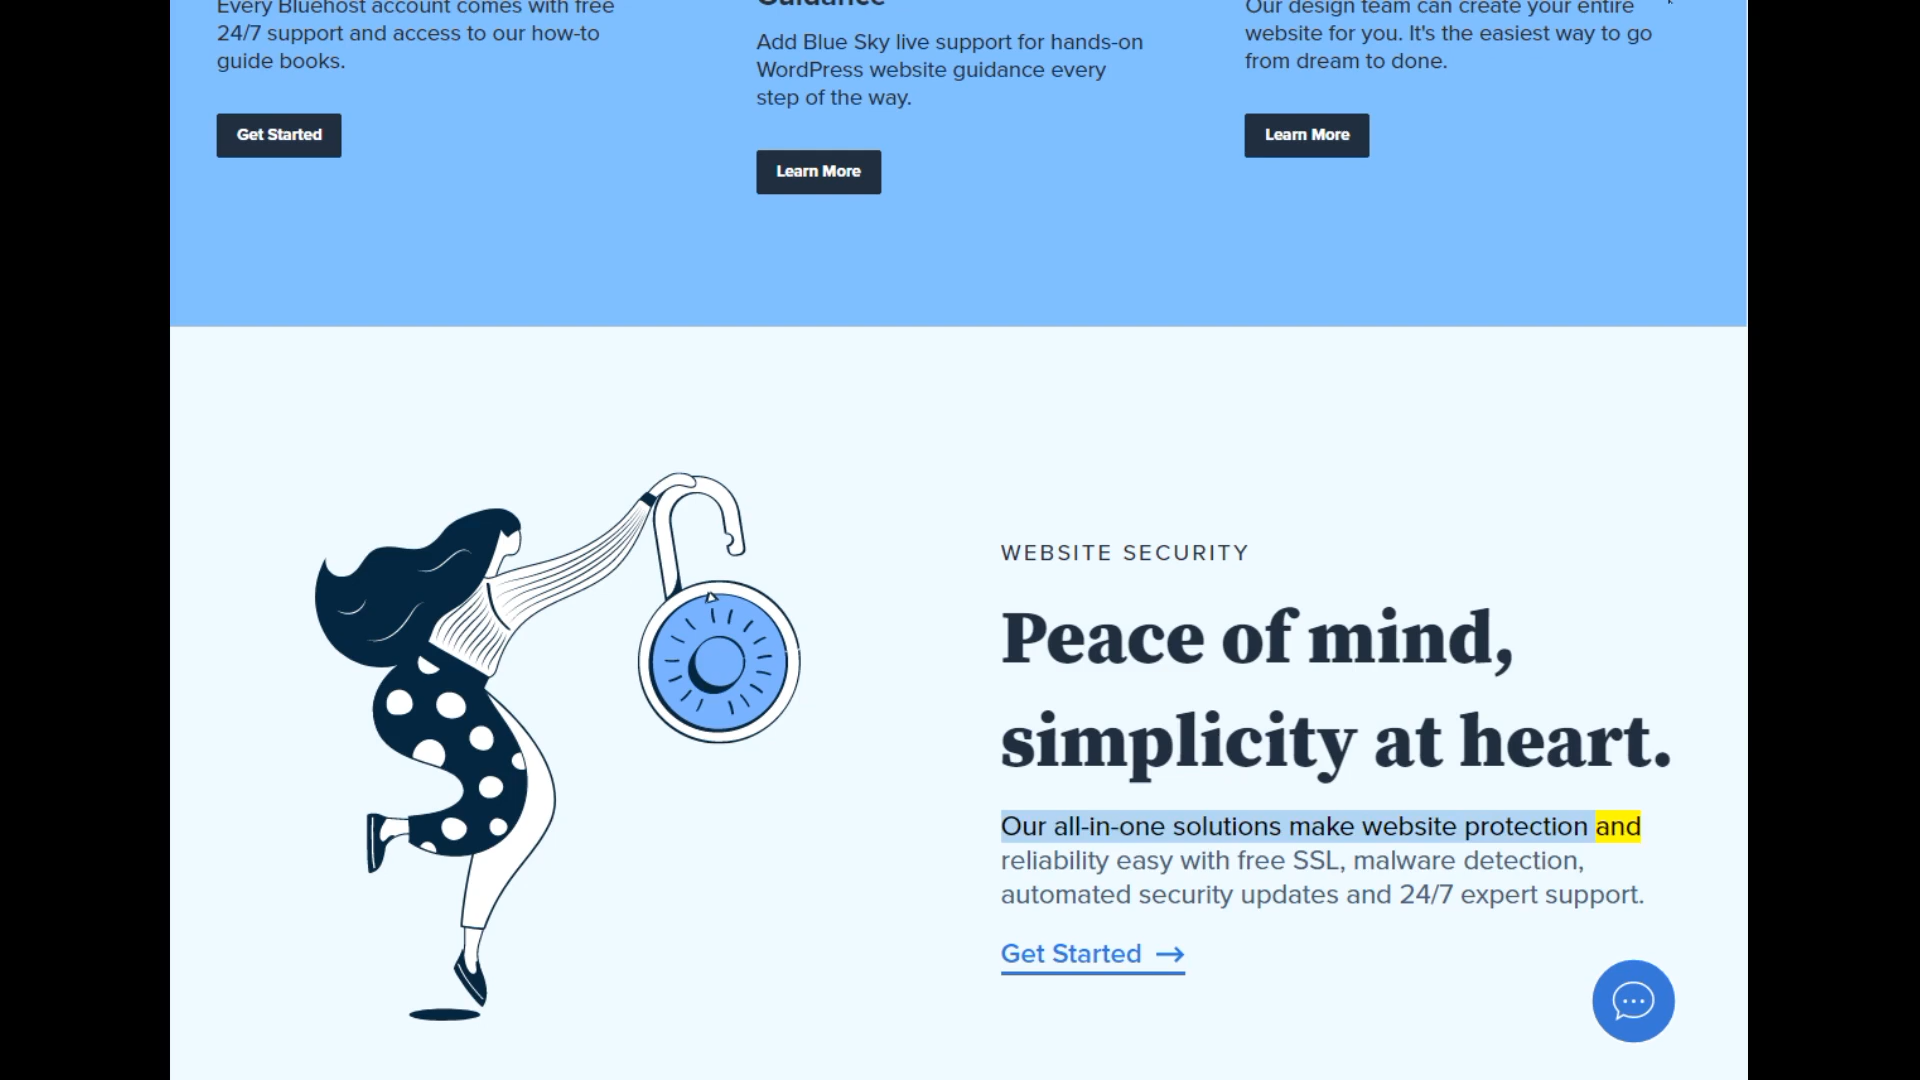 Every Bluehost account comes with free
24/7 support and access to our how-to
guide books.
Get Started
Guidance
Add Blue Sky live support for hands-on
WordPress website guidance every
step of the way.
Learn More
Our design team can create your entire
website for you. It's the easiest way to go
from dream to done.
Learn More
WEBSITE SECURITY
Peace of mind,
simplicity at heart.
Our all-in-one solutions make website protection and
reliability easy with free SSL, malware detection,
automated security updates and 24/7 expert support.
Get Started